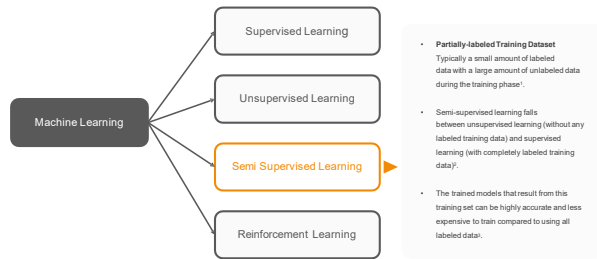 Machine Learning
Supervised Learning
Unsupervised Learning
Semi Supervised Learning
Reinforcement Learning
• Partially-labeled Training Dataset
Typically a small amount of labeled
data with a large amount of unlabeled data
during the training phase¹.
• Semi-supervised learning falls
between unsupervised learning (without any
labeled training data) and supervised
learning (with completely labeled training
data)².
• The trained models that result from this
training set can be highly accurate and less
expensive to train compared to using all
labeled data³.